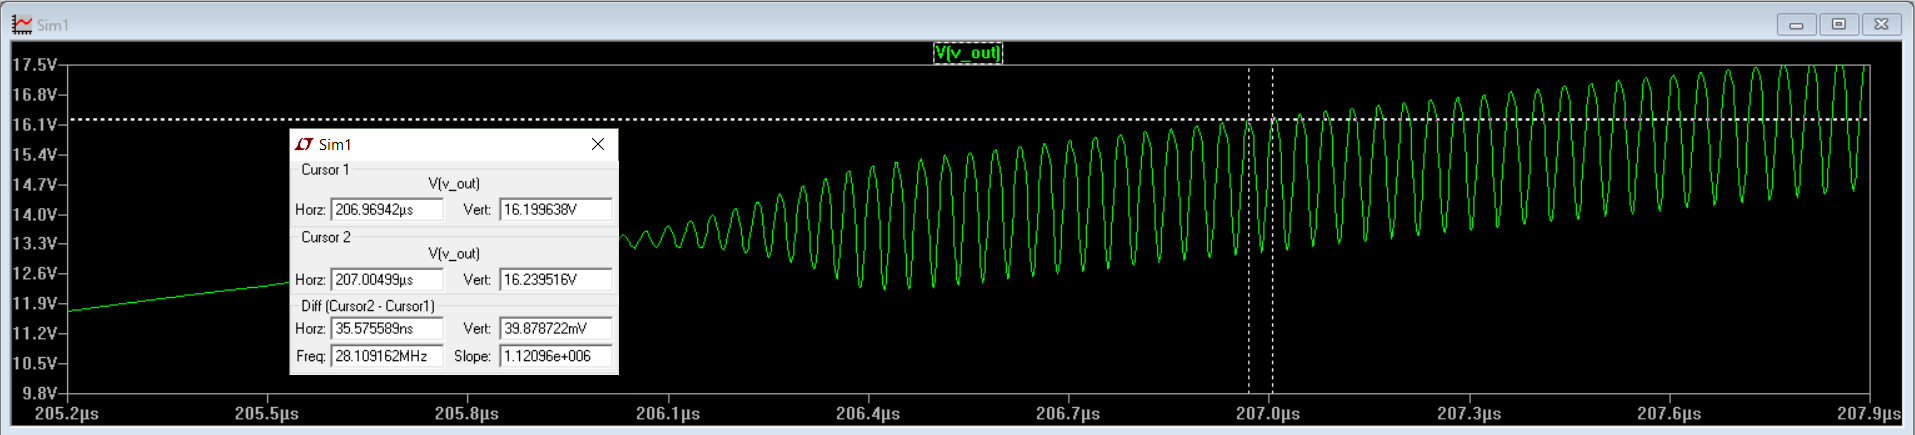 Sim1
V(v_out)
17.5V
16.8V
16.1V
15.4V
14.7V
14.0V
13.3V
12.6V
11.9V
11.2V
10.5V
9.8V
205.2µs 205.5µs 205.8µs 206.1µs 206.4µs 206.7µs 207.0µs 207.3µs 207.6µs 207.9µs
Sim1
Cursor 1
V(v_out)
Horz: 206.96942µs Vert: 16.199638V
Cursor 2
V(v_out)
Horz: 207.00499µs Vert: 16.239516V
Diff (Cursor2 - Cursor1)
Horz: 35.575589ns Vert: 39.878722mV
Freq: 28.109162MHz Slope: 1.12096e+006